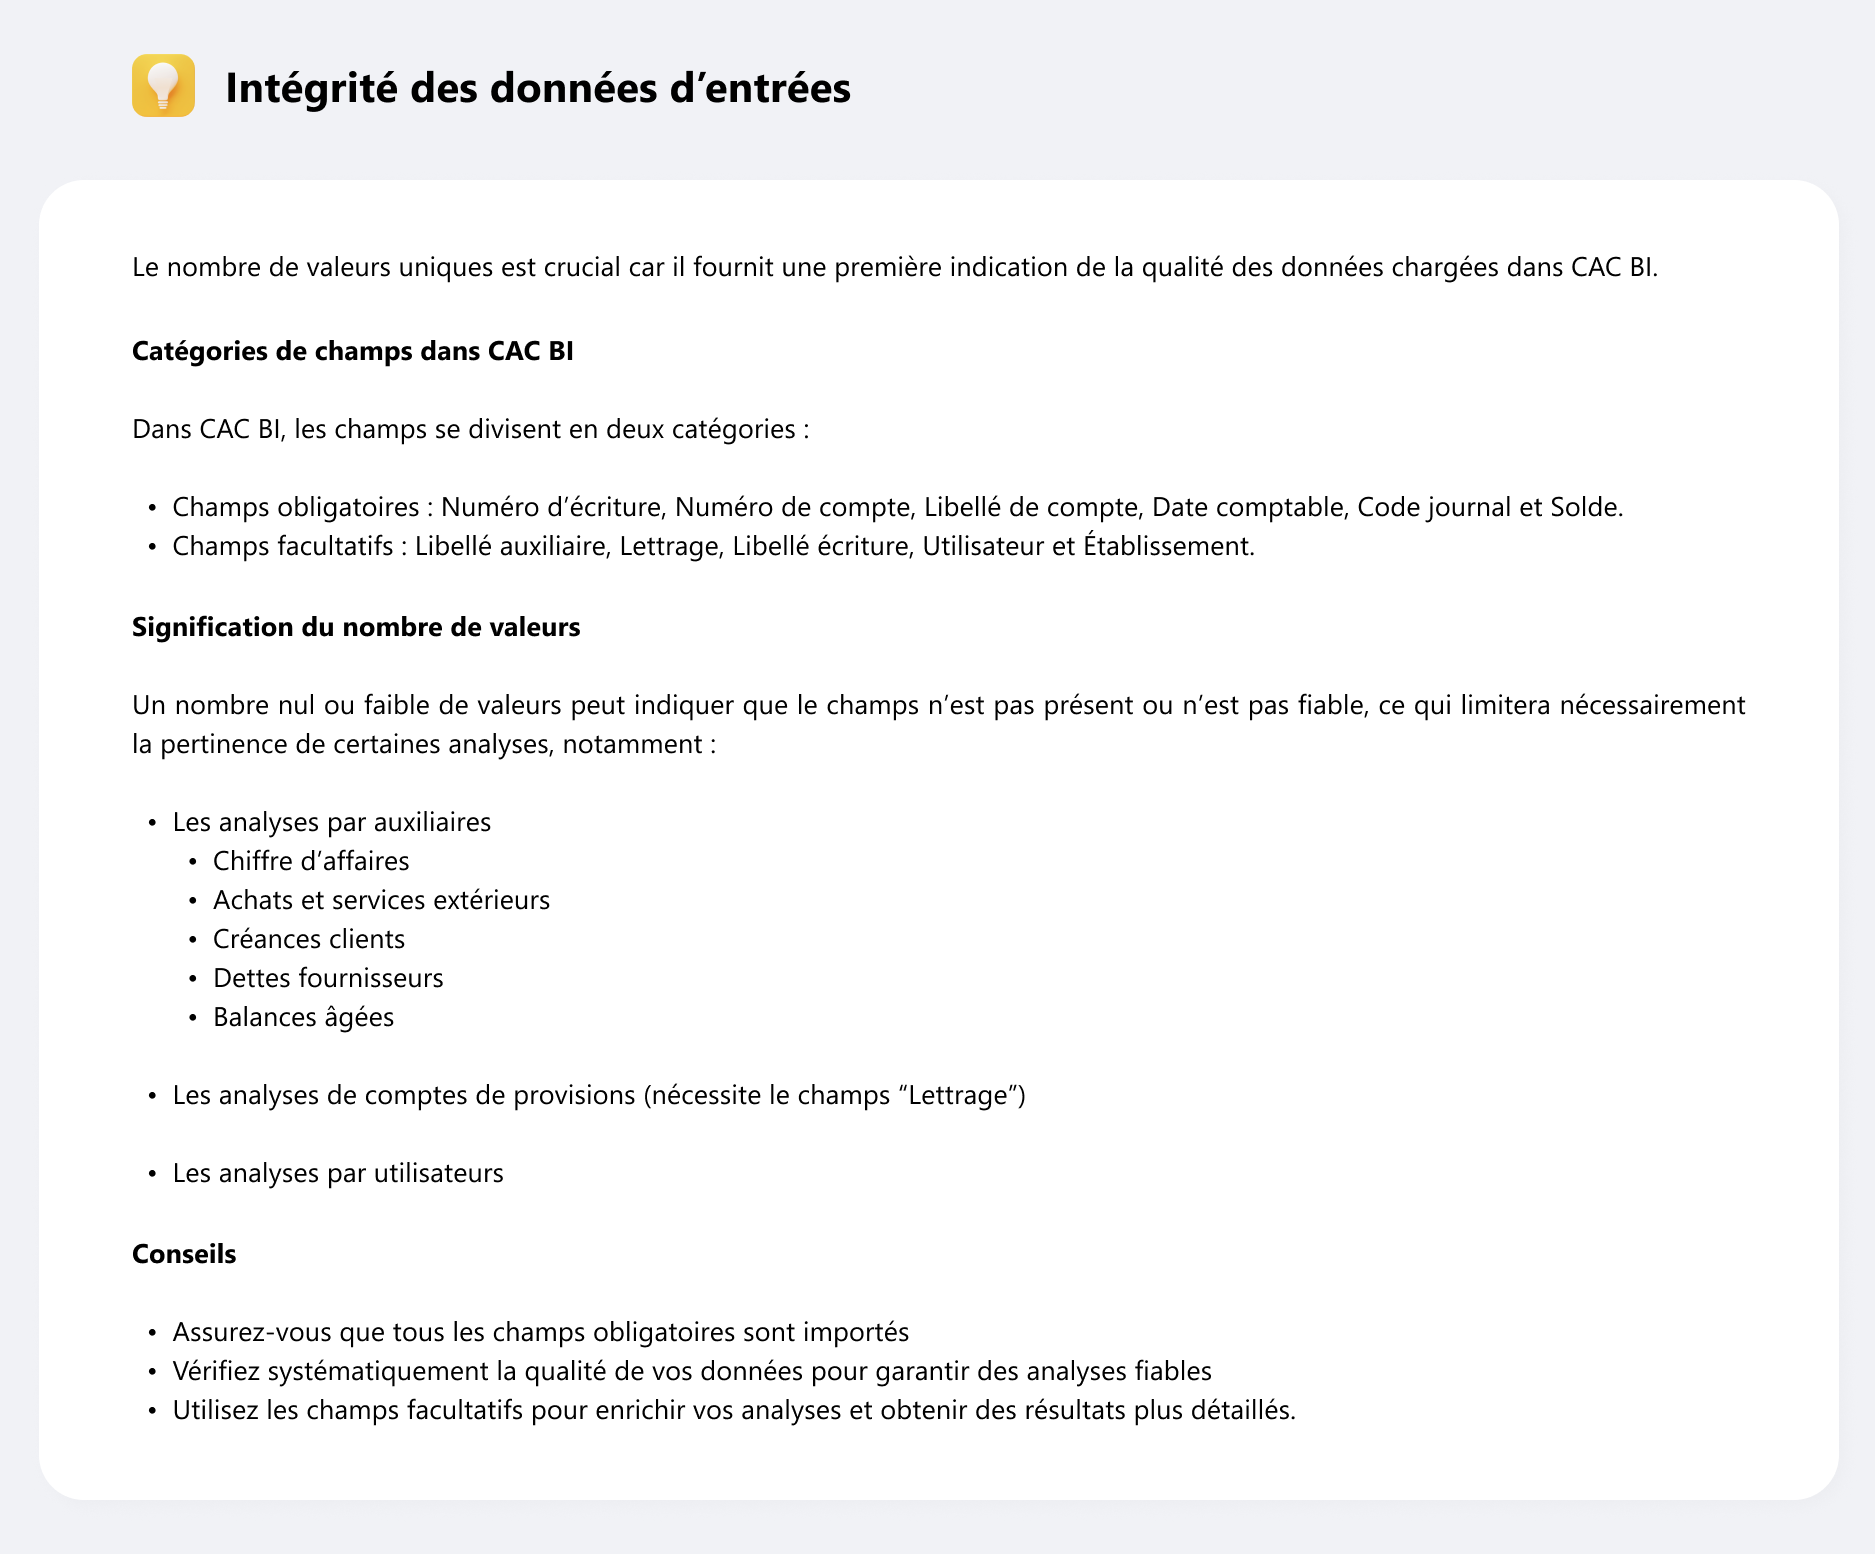 Intégrité des données d’entrées
Le nombre de valeurs uniques est crucial car il fournit une première indication de la qualité des données chargées dans CAC BI.
Catégories de champs dans CAC BI
Dans CAC BI, les champs se divisent en deux catégories :
• Champs obligatoires : Numéro d’écriture, Numéro de compte, Libellé de compte, Date comptable, Code journal et Solde.
• Champs facultatifs : Libellé auxiliaire, Lettrage, Libellé écriture, Utilisateur et Établissement.
Signification du nombre de valeurs
Un nombre nul ou faible de valeurs peut indiquer que le champs n’est pas présent ou n’est pas fiable, ce qui limitera nécessairement
la pertinence de certaines analyses, notamment :
• Les analyses par auxiliaires
• Chiffre d’affaires
• Achats et services extérieurs
• Créances clients
• Dettes fournisseurs
• Balances âgées
• Les analyses de comptes de provisions (nécessite le champs “Lettrage”)
• Les analyses par utilisateurs
Conseils
• Assurez-vous que tous les champs obligatoires sont importés
• Vérifiez systématiquement la qualité de vos données pour garantir des analyses fiables
• Utilisez les champs facultatifs pour enrichir vos analyses et obtenir des résultats plus détaillés.